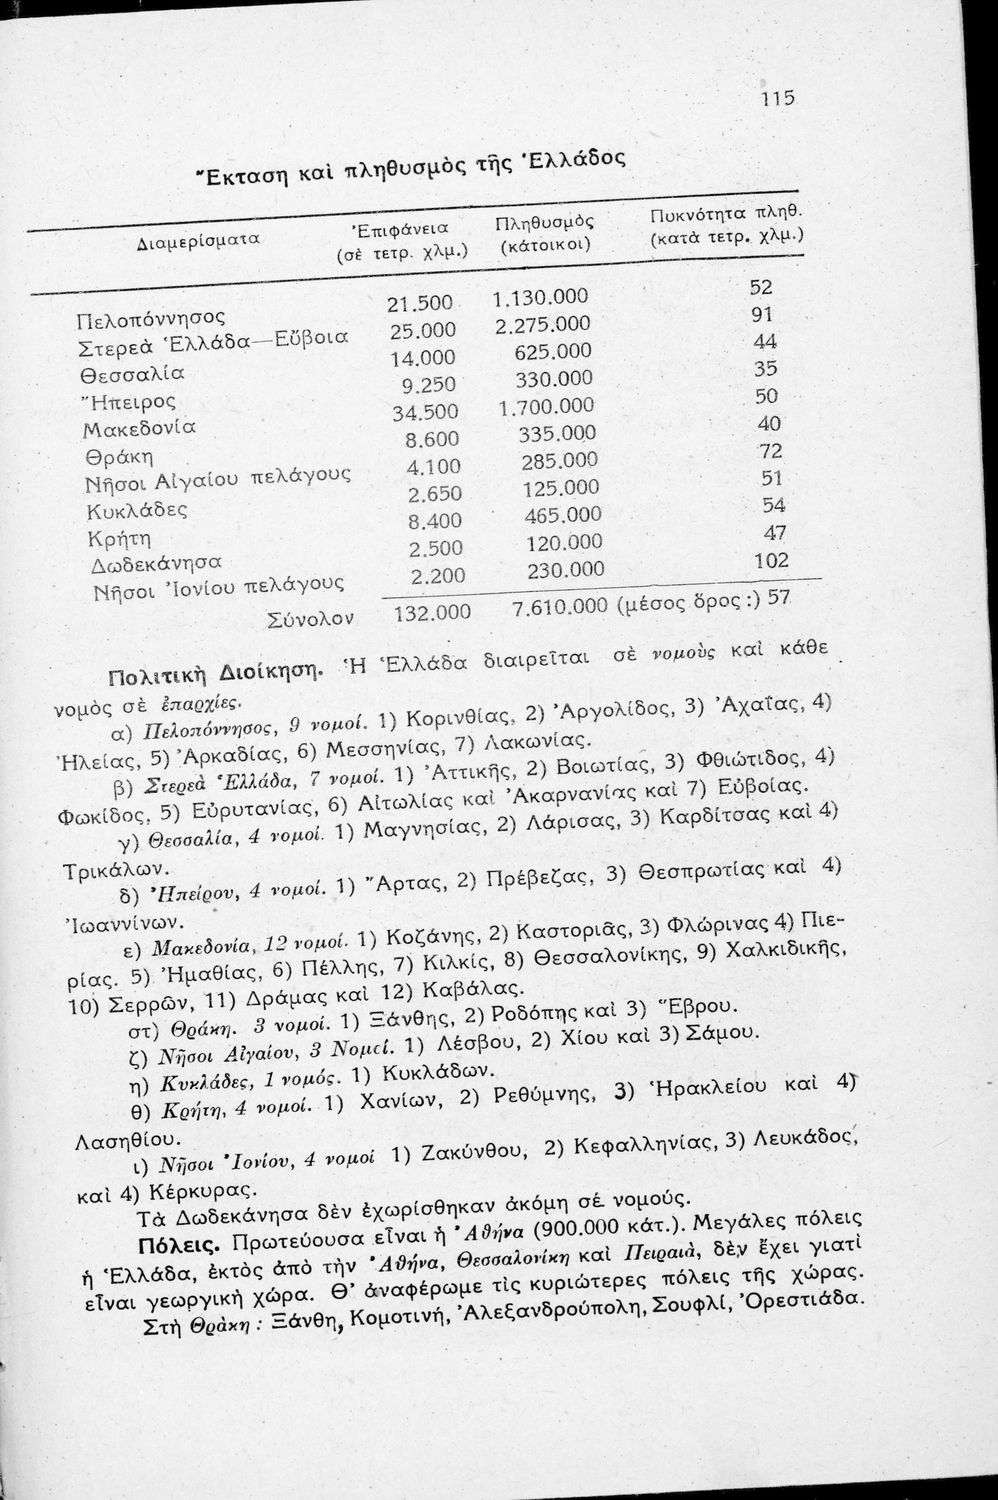 115
Ἔκταση καὶ πληθυσμὸς τῆς Ἑλλάδος
Διαμερίσματα Ἐπιφάνεια (σὲ τετρ. χλμ.) Πληθυσμὸς (κάτοικοι) Πυκνότητα πληθ. (κατὰ τετρ. χλμ.)
Πελοπόννησος 21.500 1.130.000 52
Στερεὰ Ἑλλάδα—Εὔβοια 25.000 2.275.000 91
Θεσσαλία 14.000 625.000 44
Ἤπειρος 9.250 330.000 35
Μακεδονία 34.500 1.700.000 50
Θράκη 8.600 335.000 40
Νῆσοι Αἰγαίου πελάγους 4.100 285.000 72
Κυκλάδες 2.650 125.000 51
Κρήτη 8.400 465.000 54
Δωδεκάνησα 2.500 120.000 47
Νῆσοι Ἰονίου πελάγους 2.200 230.000 102
Σύνολον 132.000 7.610.000 (μέσος ὅρος :) 57
Πολιτικὴ Διοίκηση. Ἡ Ἑλλάδα διαιρεῖται σὲ νομοὺς καὶ κάθε
νομὸς σὲ ἐπαρχίες.
α) Πελοπόννησος, 9 νομοί. 1) Κορινθίας, 2) Ἀργολίδος, 3) Ἀχαΐας, 4)
Ἠλείας, 5) Ἀρκαδίας, 6) Μεσσηνίας, 7) Λακωνίας.
β) Στερεὰ Ἑλλάδα, 7 νομοί. 1) Ἀττικῆς, 2) Βοιωτίας, 3) Φθιώτιδος, 4)
Φωκίδος, 5) Εὐρυτανίας, 6) Αἰτωλίας καὶ Ἀκαρνανίας καὶ 7) Εὐβοίας.
γ) Θεσσαλία, 4 νομοί. 1) Μαγνησίας, 2) Λάρισας, 3) Καρδίτσας καὶ 4)
Τρικάλων.
δ) Ἠπείρου, 4 νομοί. 1) Ἄρτας, 2) Πρέβεζας, 3) Θεσπρωτίας καὶ 4)
Ἰωαννίνων.
ε) Μακεδονία, 12 νομοί. 1) Κοζάνης, 2) Καστοριᾶς, 3) Φλώρινας 4) Πιε-
ρίας. 5) Ἠμαθίας, 6) Πέλλης, 7) Κιλκίς, 8) Θεσσαλονίκης, 9) Χαλκιδικῆς,
10) Σερρῶν, 11) Δράμας καὶ 12) Καβάλας.
στ) Θράκη. 3 νομοί. 1) Ξάνθης, 2) Ροδόπης καὶ 3) Ἕβρου.
ζ) Νῆσοι Αἰγαίου, 3 Νομοί. 1) Λέσβου, 2) Χίου καὶ 3) Σάμου.
η) Κυκλάδες, 1 νομός. 1) Κυκλάδων.
θ) Κρήτη, 4 νομοί. 1) Χανίων, 2) Ρεθύμνης, 3) Ἡρακλείου καὶ 4)
Λασηθίου.
ι) Νῆσοι Ἰονίου, 4 νομοί 1) Ζακύνθου, 2) Κεφαλληνίας, 3) Λευκάδος,
καὶ 4) Κέρκυρας.
Τὰ Δωδεκάνησα δὲν ἐχωρίσθηκαν ἀκόμη σέ νομούς.
Πόλεις. Πρωτεύουσα εἶναι ἡ Ἀθήνα (900.000 κάτ.). Μεγάλες πόλεις
ἡ Ἑλλάδα, ἐκτὸς ἀπὸ τὴν Ἀθήνα, Θεσσαλονίκη καὶ Πειραιὰ, δὲν ἔχει γιατὶ
εἶναι γεωργικὴ χώρα. Θ' ἀναφέρωμε τὶς κυριώτερες πόλεις τῆς χώρας.
Στὴ Θράκη : Ξάνθη, Κομοτινή, Ἀλεξανδρούπολη, Σουφλί, Ὀρεστιάδα.